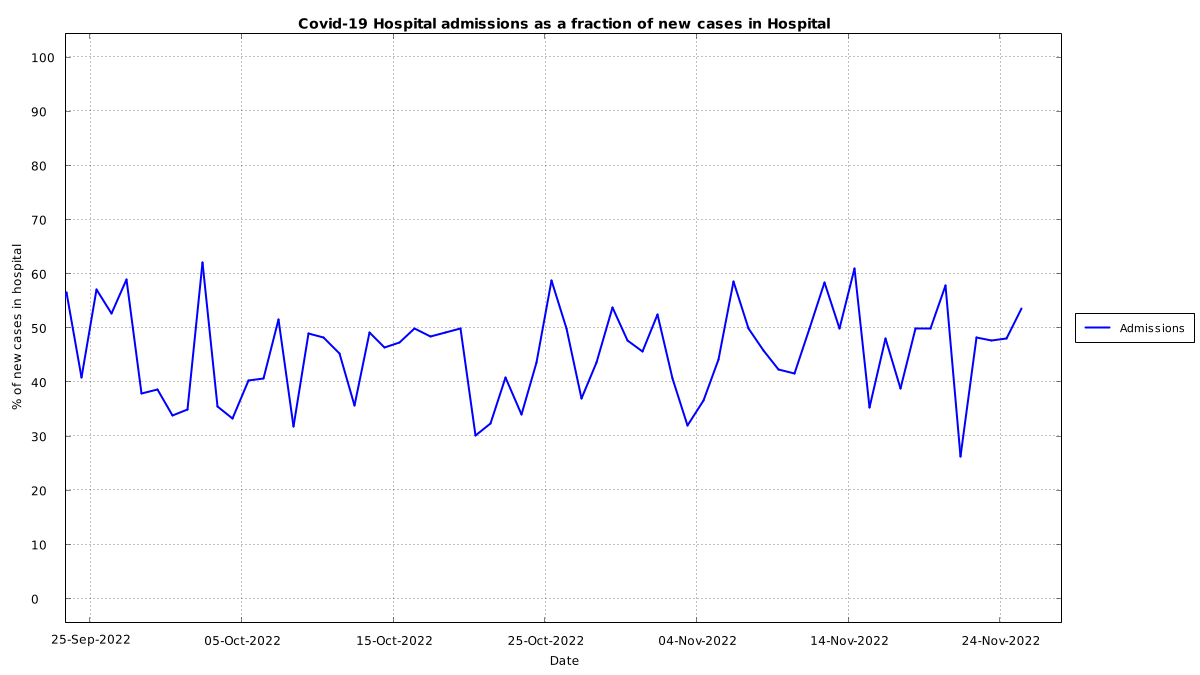 Covid-19 Hospital admissions as a fraction of new cases in Hospital
100
90
80
70
60
50
40
30
20
10
0
% of new cases in hospital
25-Sep-2022
05-Oct-2022
15-Oct-2022
25-Oct-2022
04-Nov-2022
14-Nov-2022
24-Nov-2022
Date
Admissions